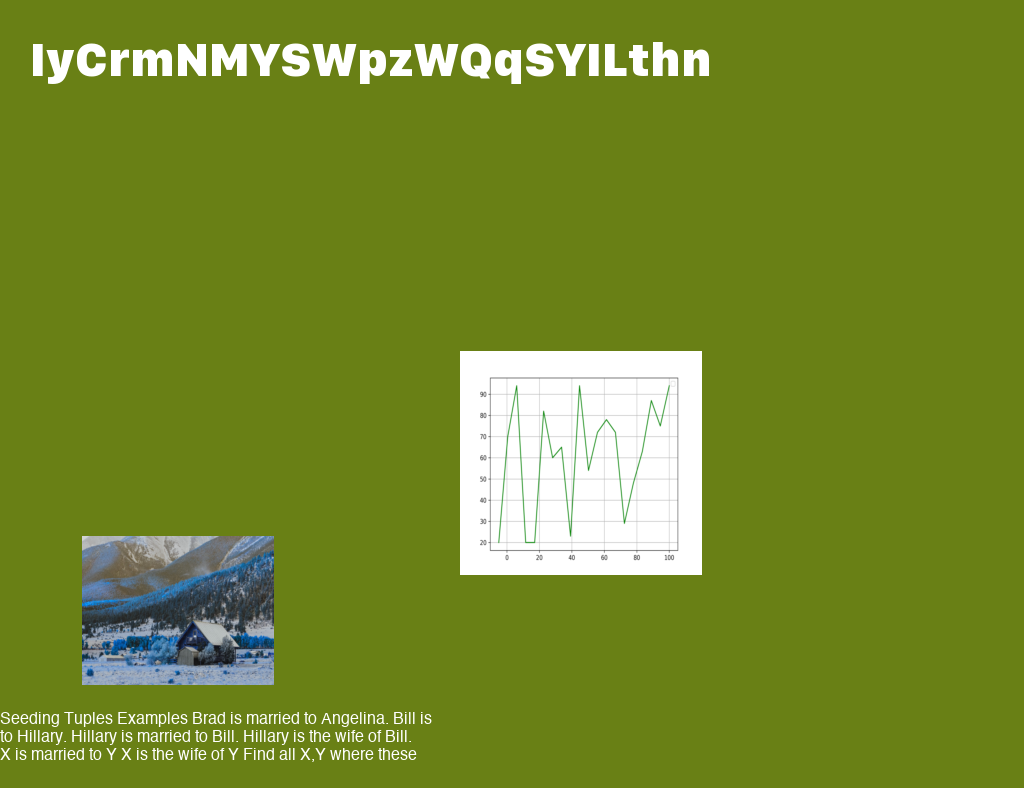 IyCrmNMYSWpzWQqSYILthn
90
80
70
60
50
40
30
20
0 20 40 60 80 100
Seeding Tuples Examples Brad is married to Angelina. Bill is
to Hillary. Hillary is married to Bill. Hillary is the wife of Bill.
X is married to Y X is the wife of Y Find all X,Y where these